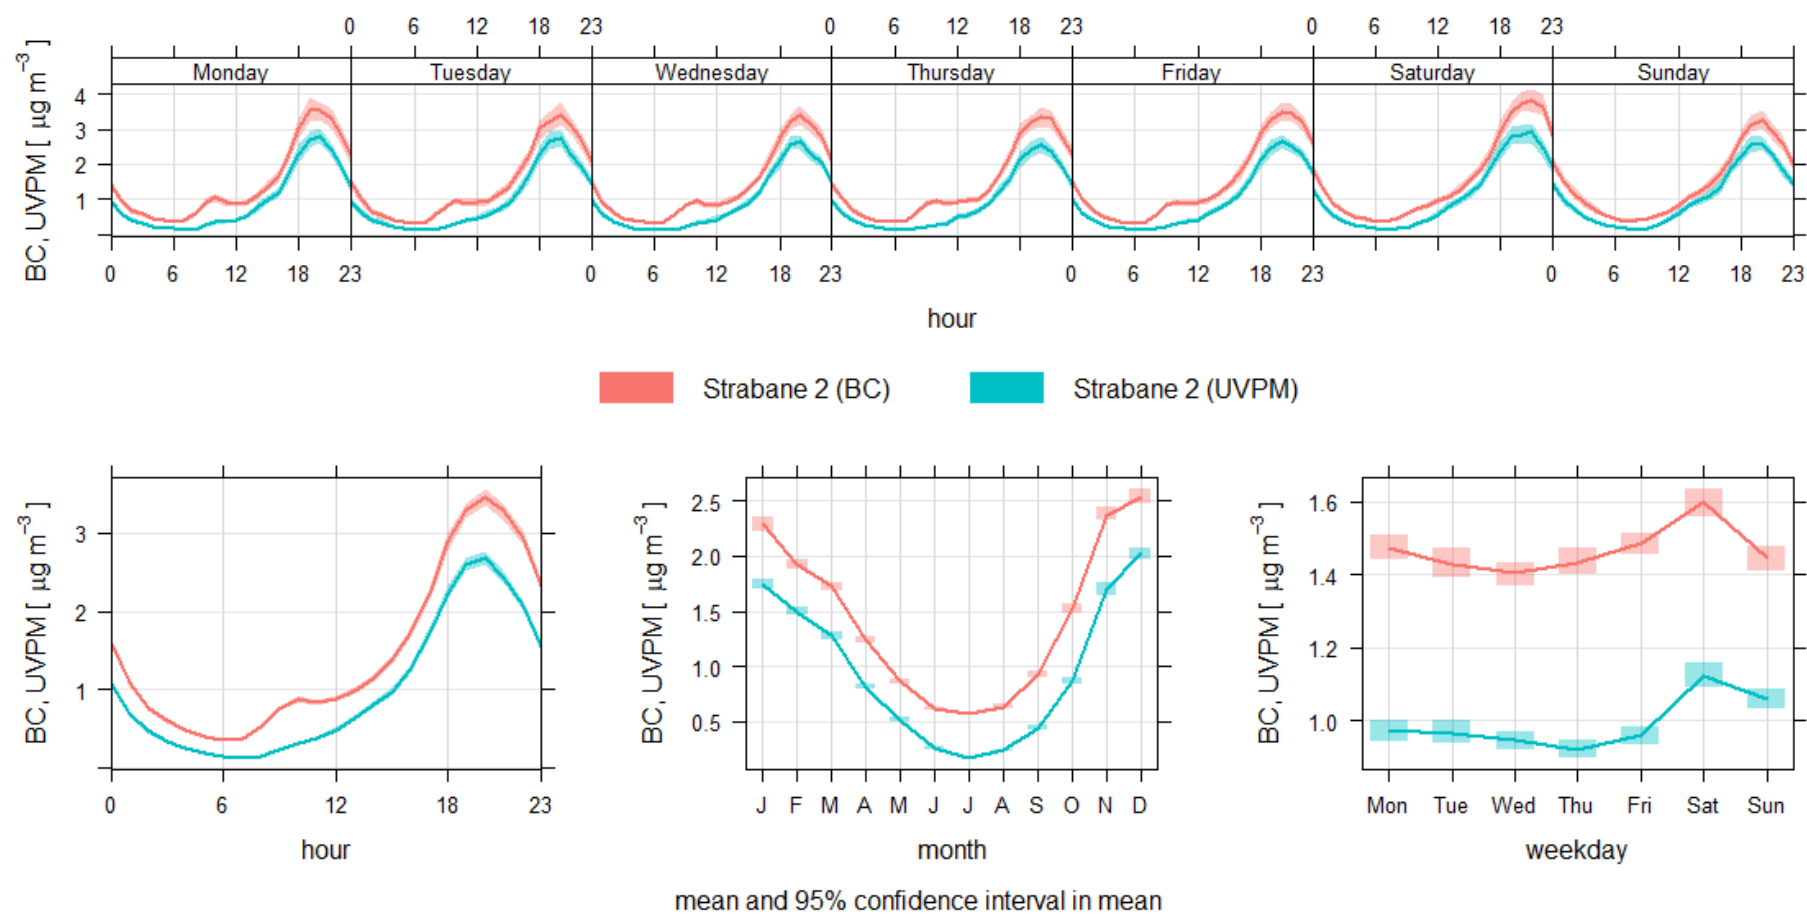 0 6 12 18 23 0 6 12 18 23 0 6 12 18 23
Monday Tuesday Wednesday Thursday Friday Saturday Sunday
BC, UVPM [ µg m⁻³ ]
4
3
2
1
0 6 12 18 23 0 6 12 18 23 0 6 12 18 23 0 6 12 18 23
hour
Strabane 2 (BC) Strabane 2 (UVPM)
BC, UVPM [ µg m⁻³ ]
3
2
1
0 6 12 18 23
hour
BC, UVPM [ µg m⁻³ ]
2.5
2.0
1.5
1.0
0.5
J F M A M J J A S O N D
month
BC, UVPM [ µg m⁻³ ]
1.6
1.4
1.2
1.0
Mon Tue Wed Thu Fri Sat Sun
weekday
mean and 95% confidence interval in mean